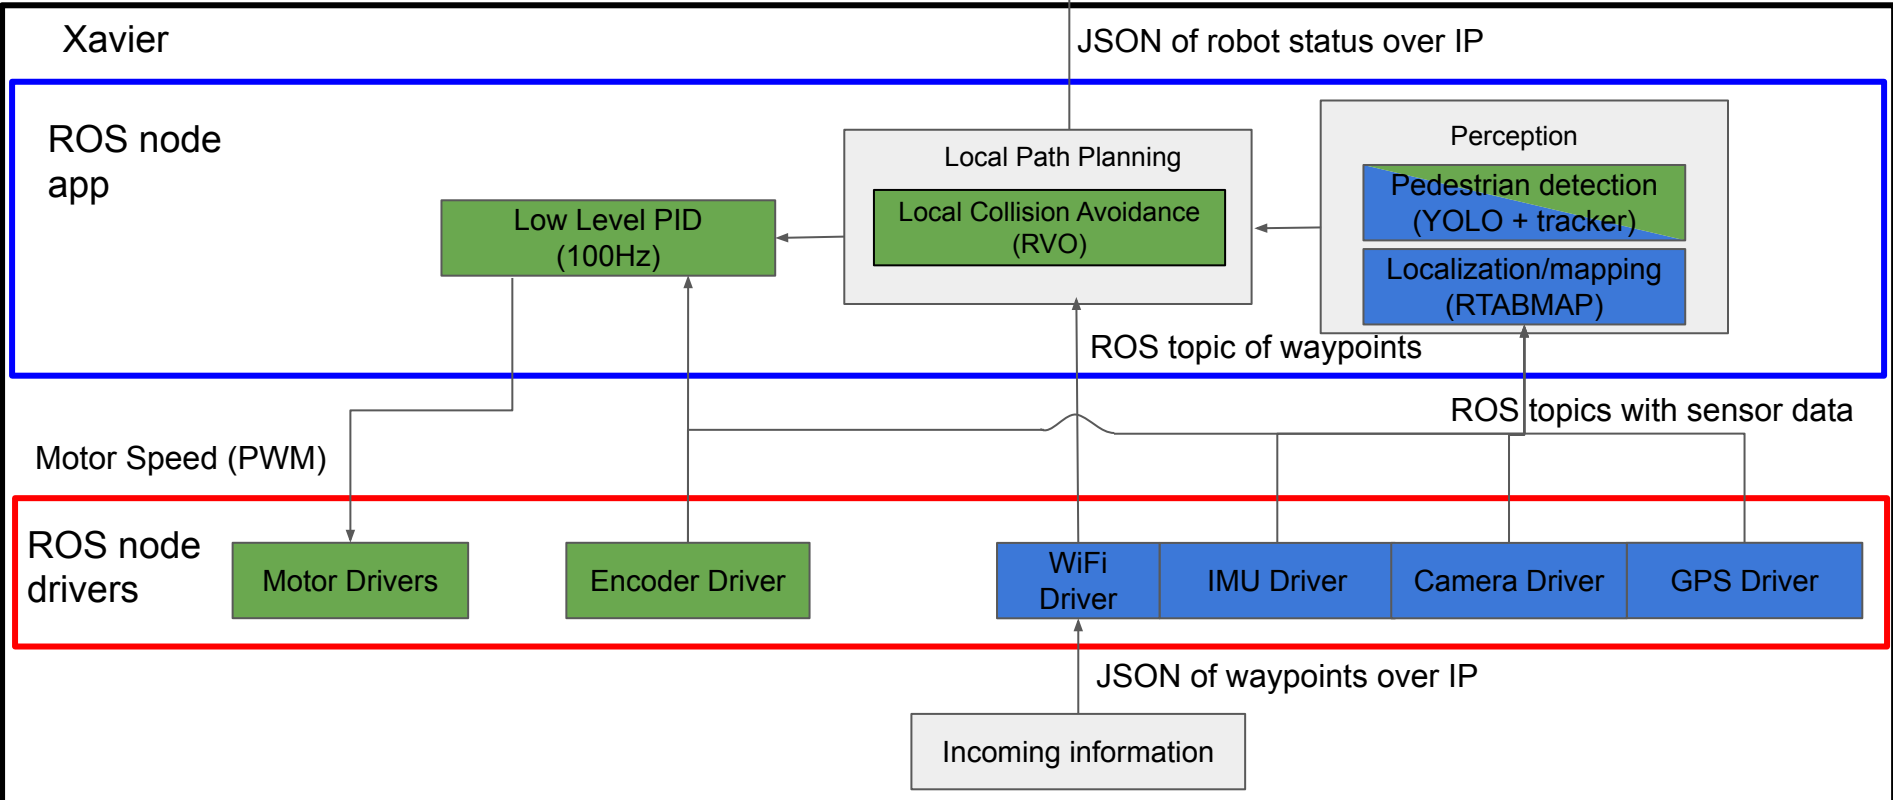 Xavier
JSON of robot status over IP
ROS node
app
Local Path Planning
Local Collision Avoidance
(RVO)
Perception
Pedestrian detection
(YOLO + tracker)
Localization/mapping
(RTABMAP)
Low Level PID
(100Hz)
ROS topic of waypoints
ROS topics with sensor data
Motor Speed (PWM)
ROS node
drivers
Motor Drivers
Encoder Driver
WiFi
Driver
IMU Driver
Camera Driver
GPS Driver
JSON of waypoints over IP
Incoming information